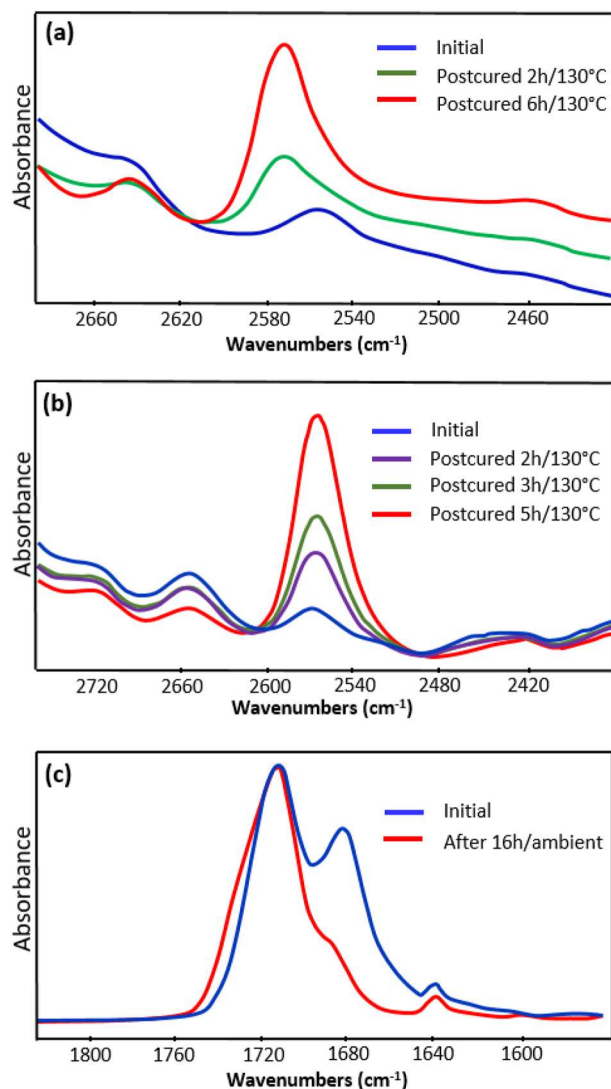 (a)
Initial
Postcured 2h/130°C
Postcured 6h/130°C
Absorbance
2660 2620 2580 2540 2500 2460
Wavenumbers (cm⁻¹)
(b)
Initial
Postcured 2h/130°C
Postcured 3h/130°C
Postcured 5h/130°C
Absorbance
2720 2660 2600 2540 2480 2420
Wavenumbers (cm⁻¹)
(c)
Initial
After 16h/ambient
Absorbance
1800 1760 1720 1680 1640 1600
Wavenumbers (cm⁻¹)